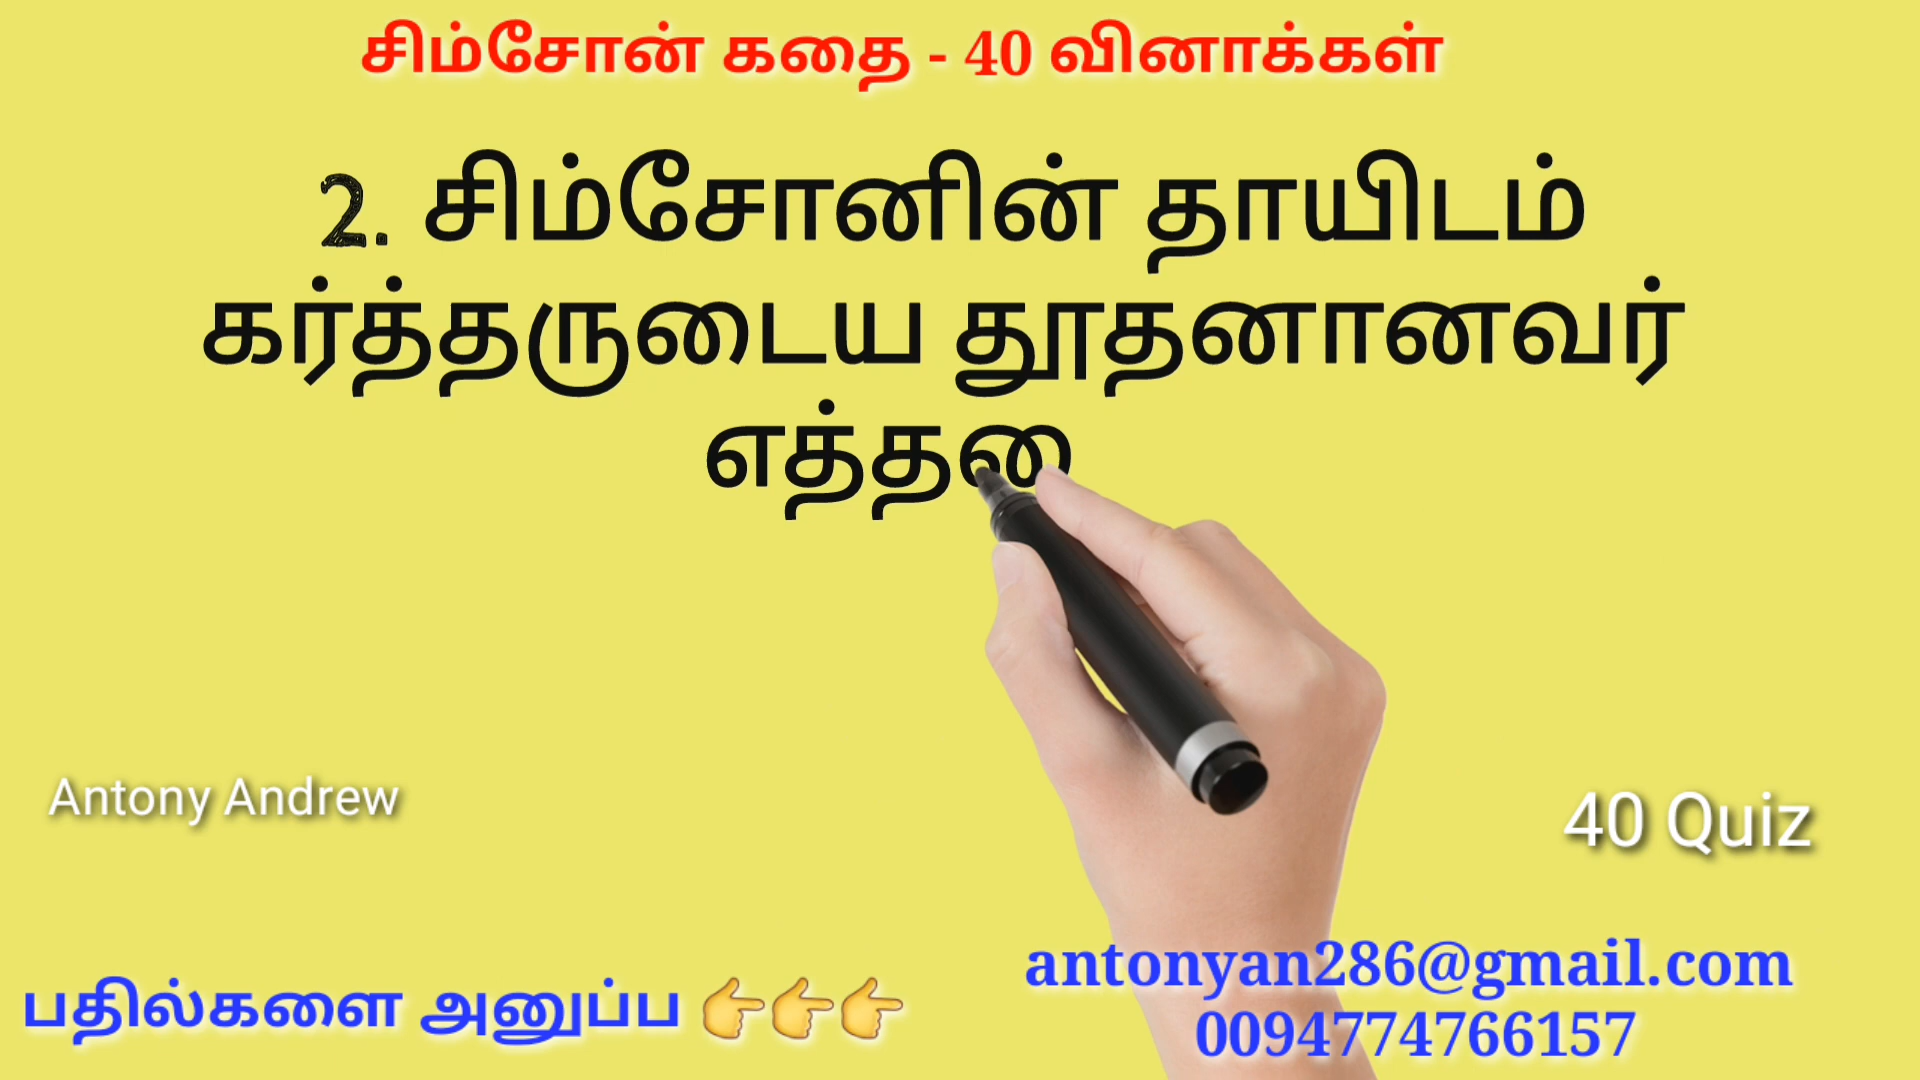 சிம்சோன் கதை - 40 வினாக்கள்
2. சிம்சோனின் தாயிடம்
கர்த்தருடைய தூதனானவர்
எத்தனை
Antony Andrew
40 Quiz
பதில்களை அனுப்ப 👉👉👉
antonyan286@gmail.com
0094774766157